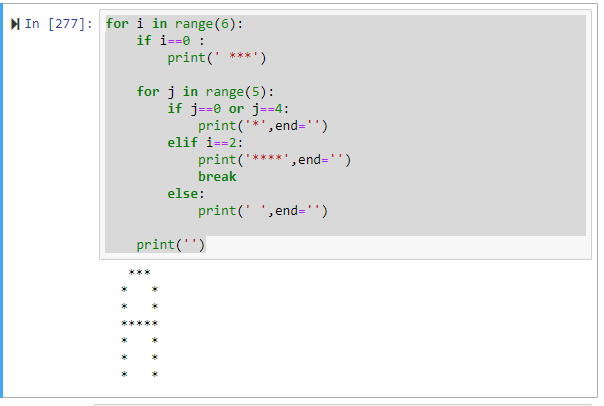 In [277]: for i in range(6):
    if i==0 :
        print(' ***')

    for j in range(5):
        if j==0 or j==4:
            print('*',end='')
        elif i==2:
            print('****',end='')
            break
        else:
            print(' ',end='')

    print('')
 ***
*   *
*   *
*****
*   *
*   *
*   *